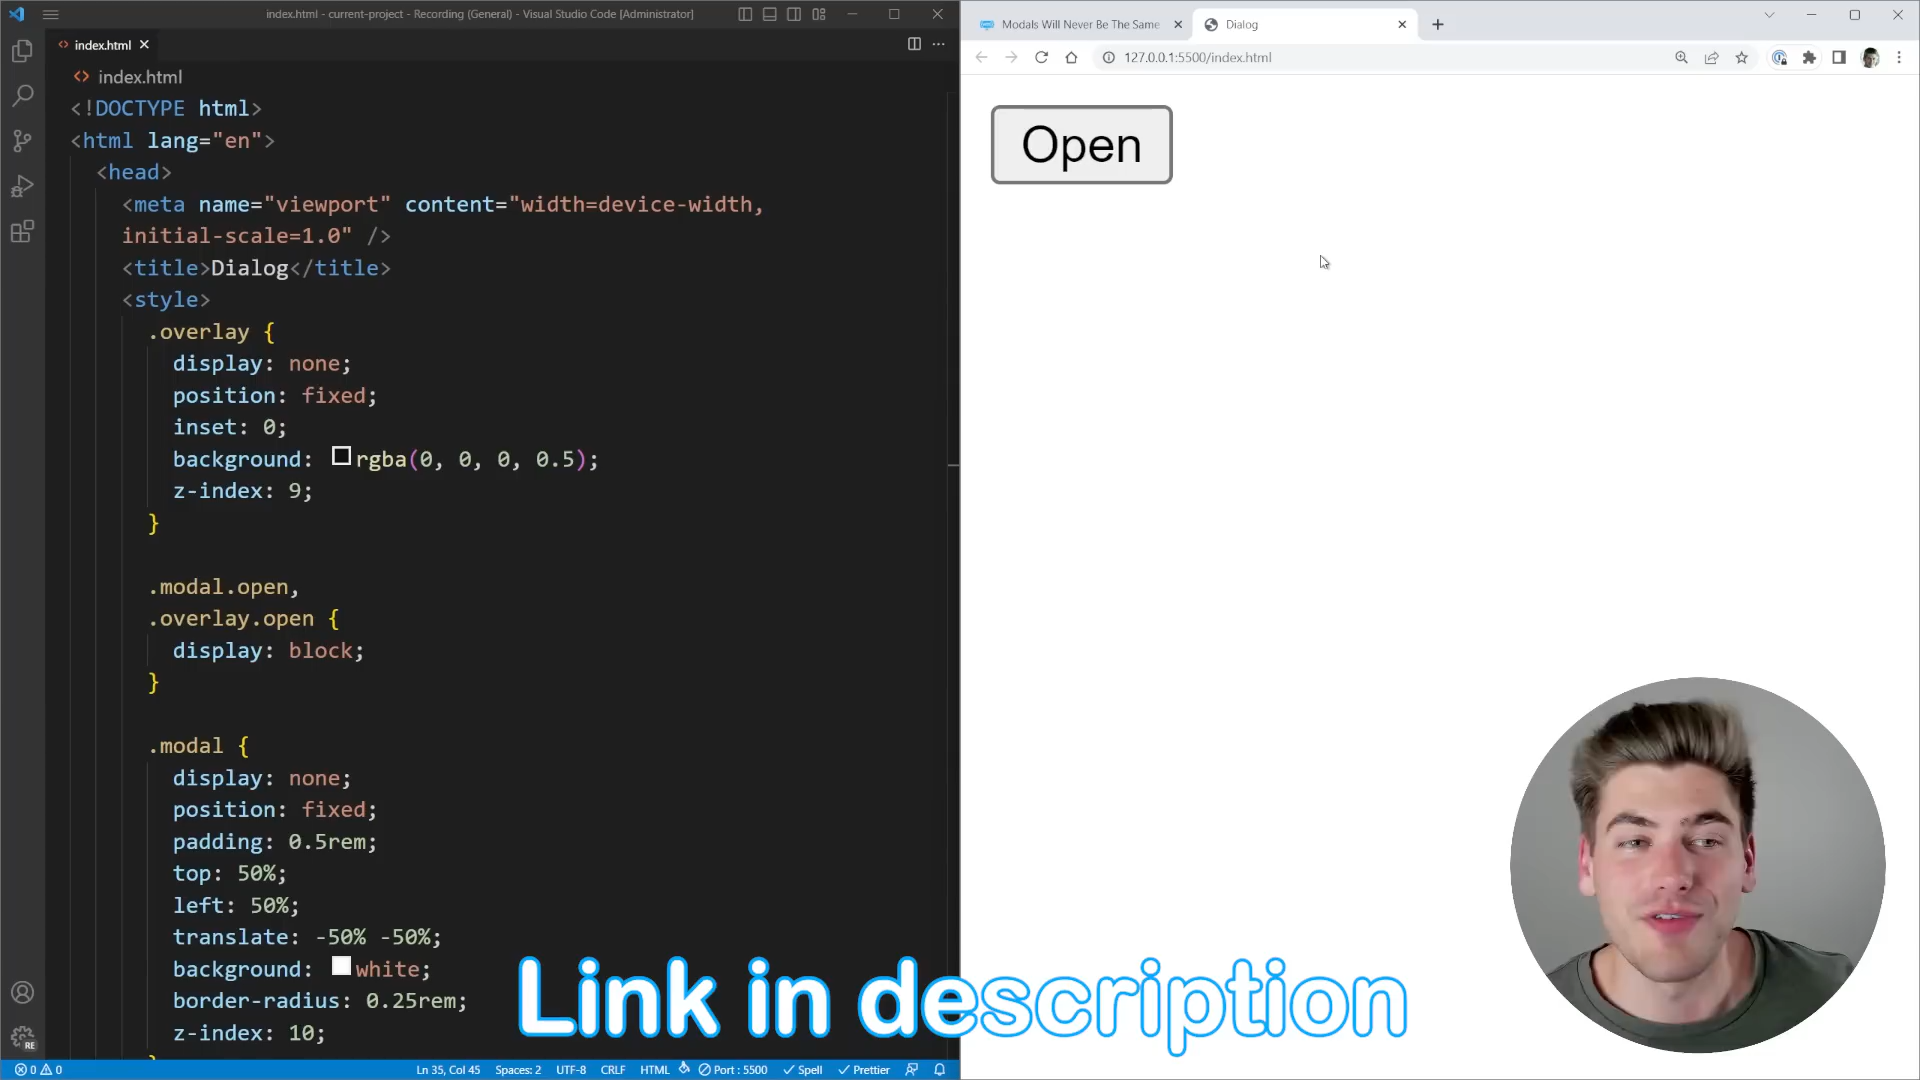 index.html - current-project - Recording (General) - Visual Studio Code [Administrator]
index.html
index.html
<!DOCTYPE html>
<html lang="en">
<head>
<meta name="viewport" content="width=device-width,
initial-scale=1.0" />
<title>Dialog</title>
<style>
.overlay {
display: none;
position: fixed;
inset: 0;
background: rgba(0, 0, 0, 0.5);
z-index: 9;
}
.modal.open,
.overlay.open {
display: block;
}
.modal {
display: none;
position: fixed;
padding: 0.5rem;
top: 50%;
left: 50%;
translate: -50% -50%;
background: white;
border-radius: 0.25rem;
z-index: 10;
RE
0 0 Ln 35, Col 45 Spaces: 2 UTF-8 CRLF HTML Port : 5500 Spell Prettier
Modals Will Never Be The Same Dialog
127.0.0.1:5500/index.html
Open
Link in description